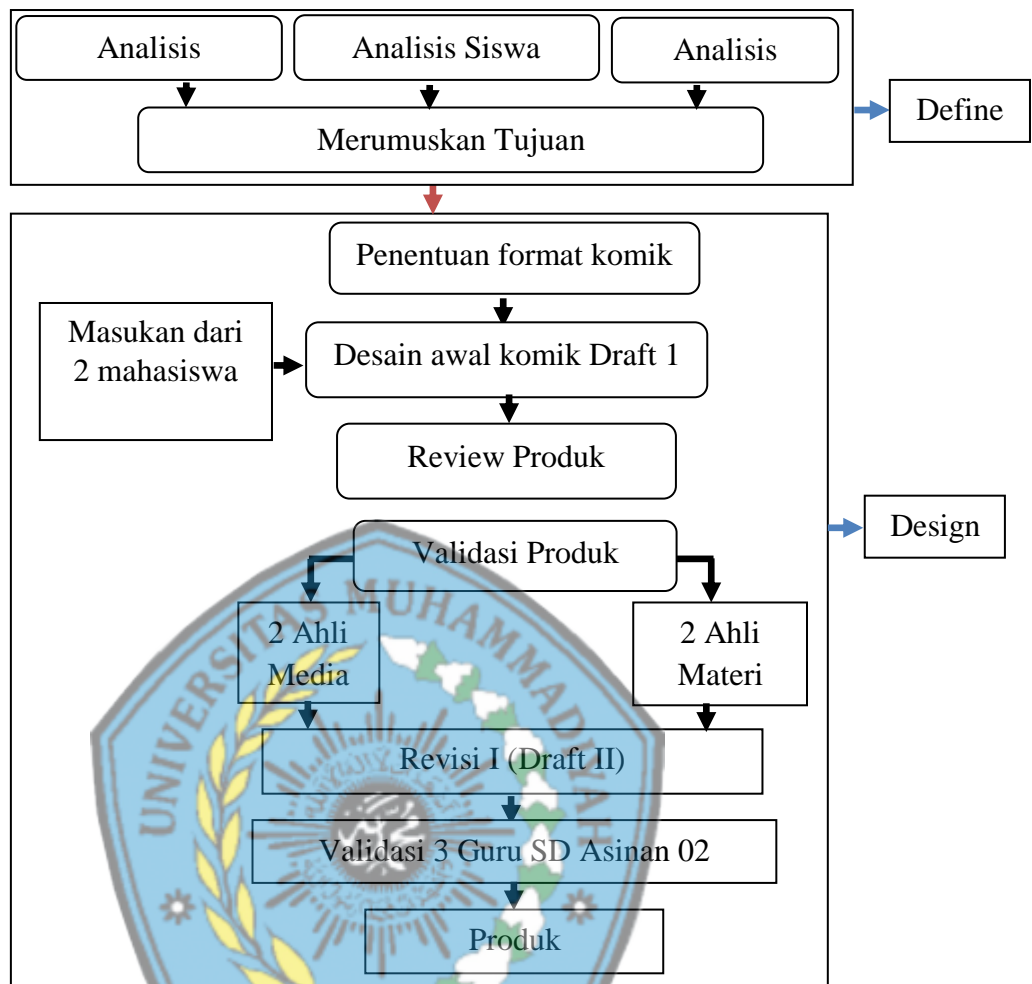 Analisis
Analisis Siswa
Analisis
Merumuskan Tujuan
Define
Penentuan format komik
Masukan dari
2 mahasiswa
Desain awal komik Draft 1
Review Produk
Design
Validasi Produk
2 Ahli
Media
2 Ahli
Materi
Revisi I (Draft II)
Validasi 3 Guru SD Asinan 02
Produk
UNIVERSITAS MUHAMMADIYAH